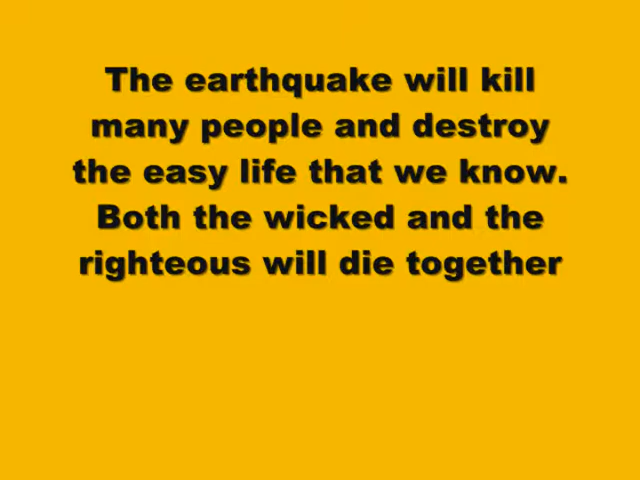 The earthquake will kill
many people and destroy
the easy life that we know.
Both the wicked and the
righteous will die together